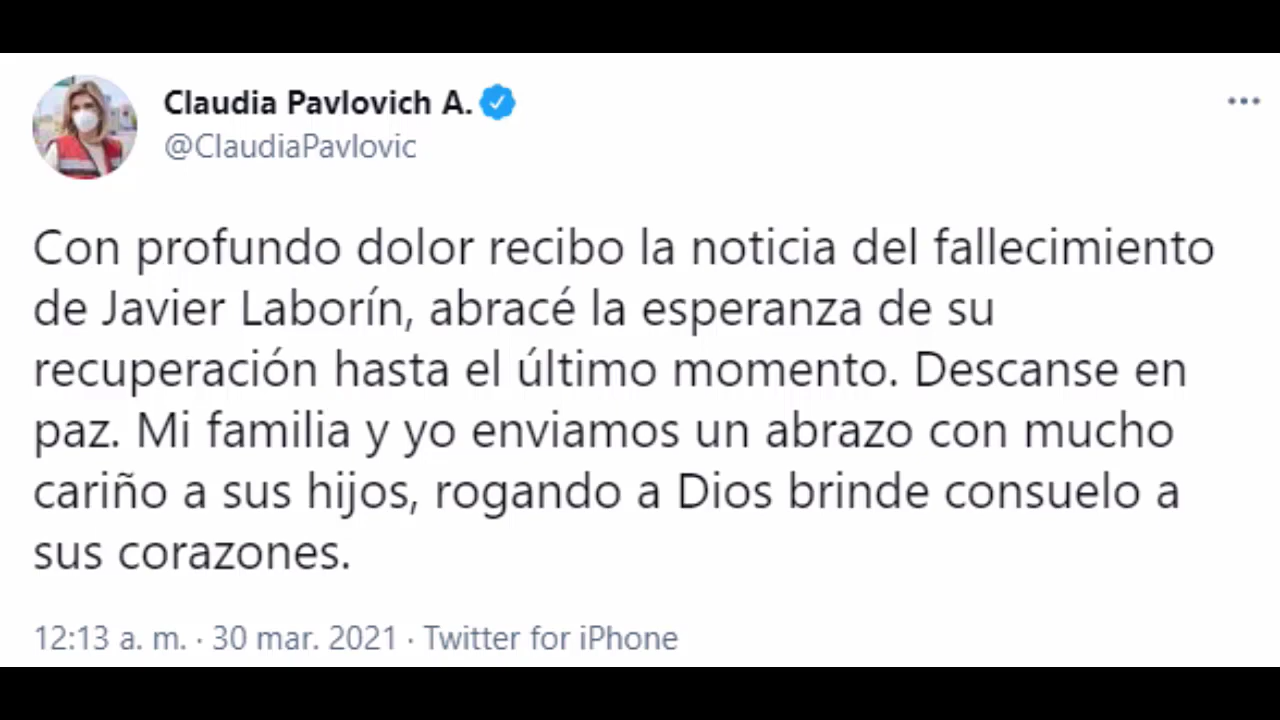 Claudia Pavlovich A.
@ClaudiaPavlovic
Con profundo dolor recibo la noticia del fallecimiento
de Javier Laborín, abracé la esperanza de su
recuperación hasta el último momento. Descanse en
paz. Mi familia y yo enviamos un abrazo con mucho
cariño a sus hijos, rogando a Dios brinde consuelo a
sus corazones.
12:13 a. m. · 30 mar. 2021 · Twitter for iPhone